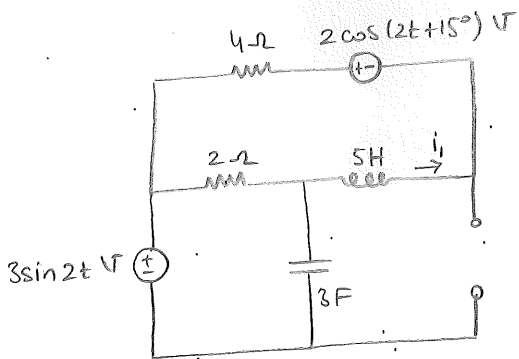 4Ω 2cos(2t+15°) V
+-
2Ω 5H i₁
3sin2t V + -
3F